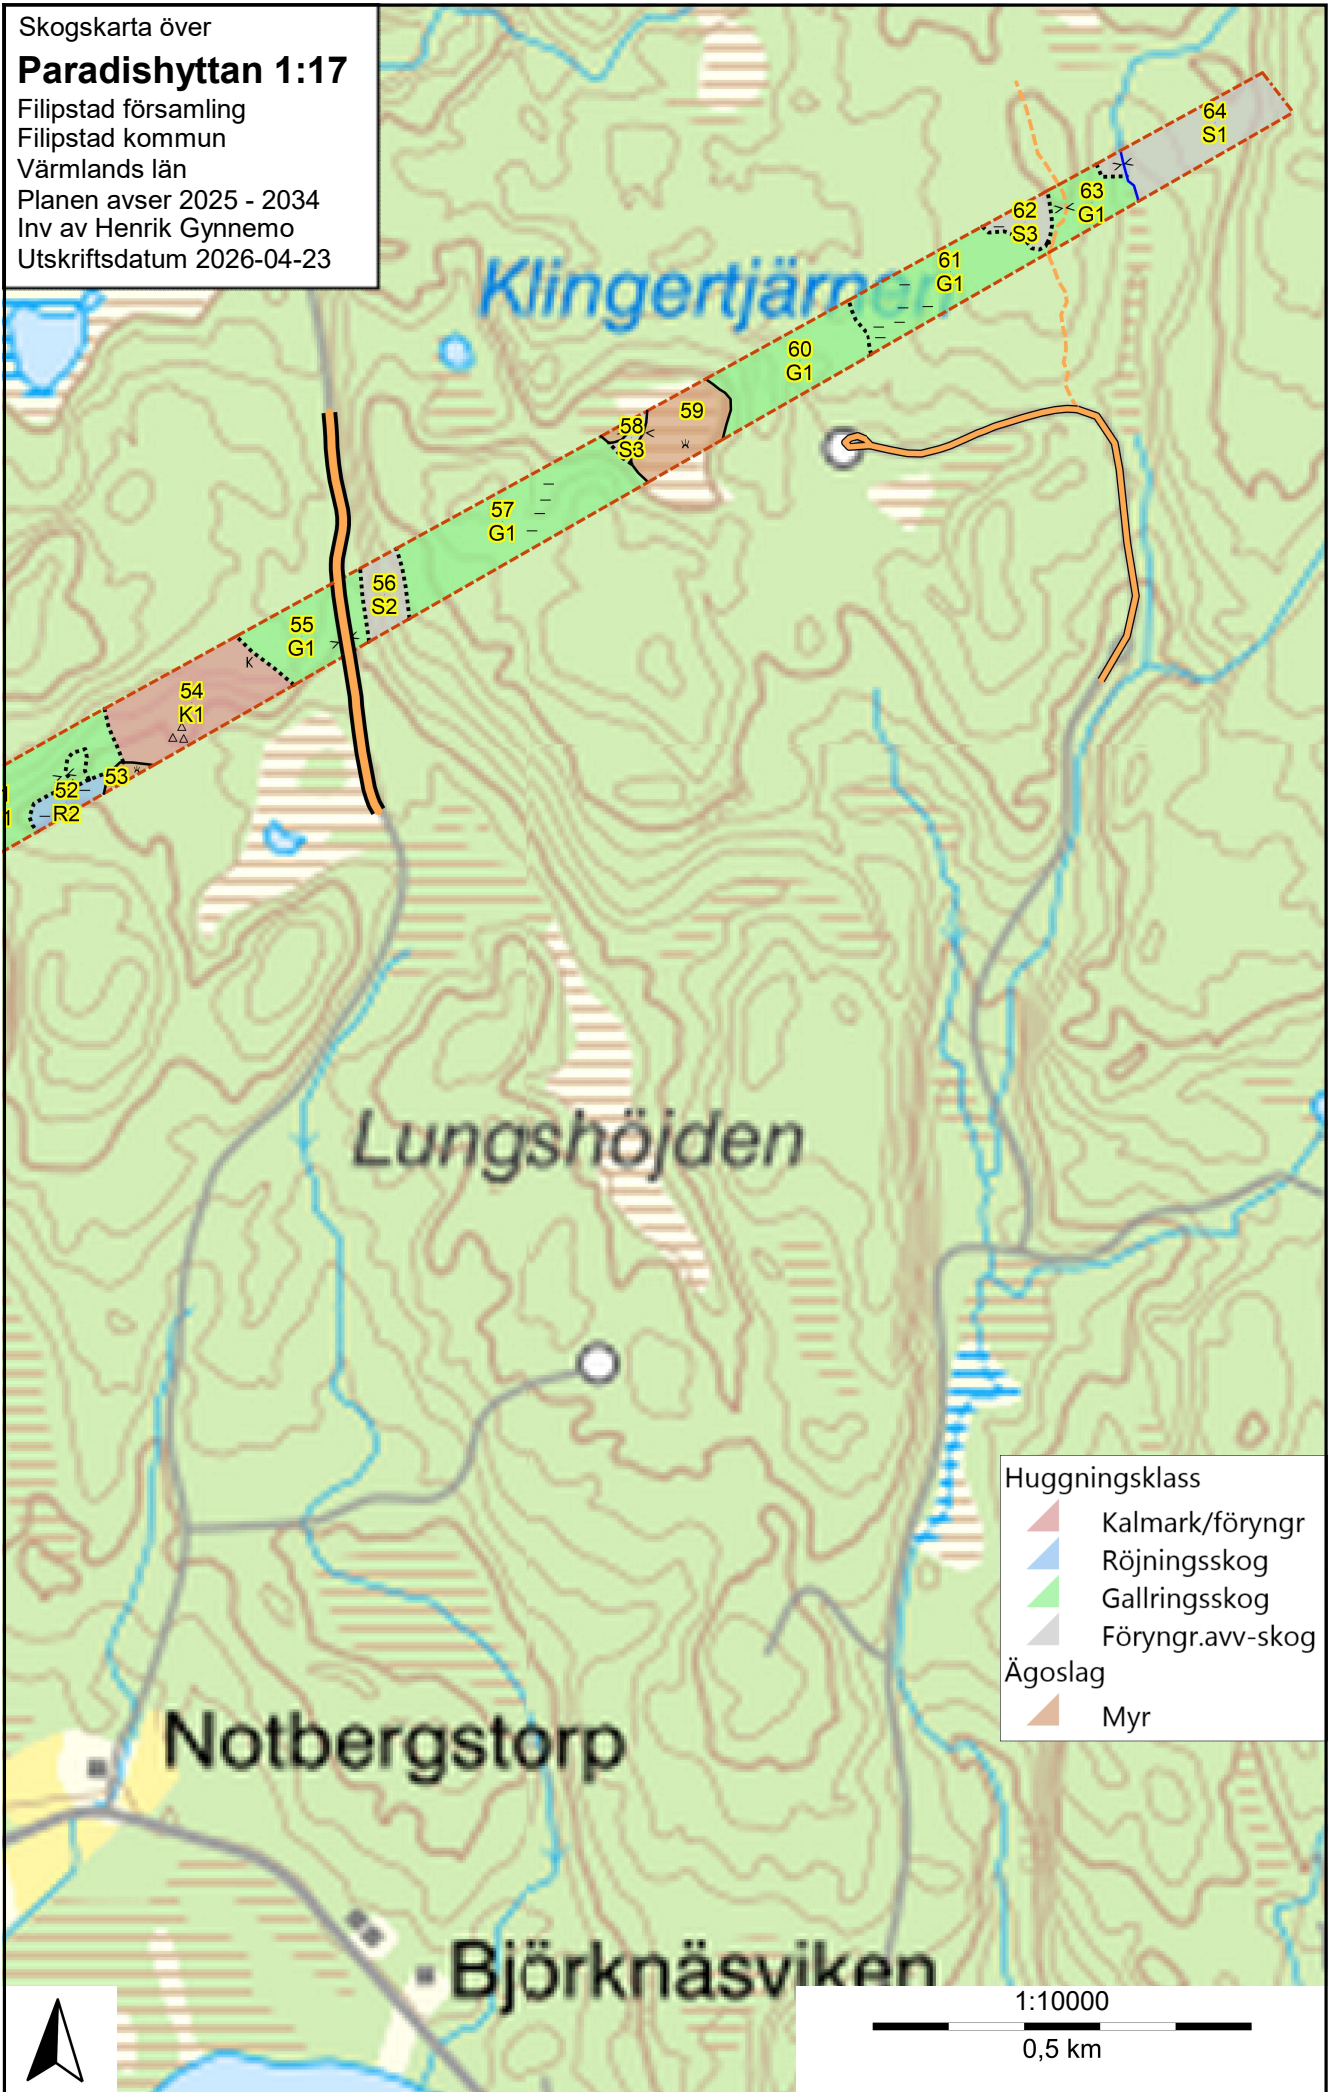 Skogskarta över
Paradishyttan 1:17
Filipstad församling
Filipstad kommun
Värmlands län
Planen avser 2025 - 2034
Inv av Henrik Gynnemo
Utskriftsdatum 2026-04-23
64
S1
63
G1
62
S3
61
G1
Klingertjärnen
60
G1
59
58
S3
57
G1
56
S2
55
G1
K
54
K1
53
52
R2
1
Lungshöjden
Huggningsklass
Kalmark/föryngr
Röjningsskog
Gallringsskog
Föryngr.avv-skog
Ägoslag
Myr
Notbergstorp
Björknäsviken
1:10000
0,5 km